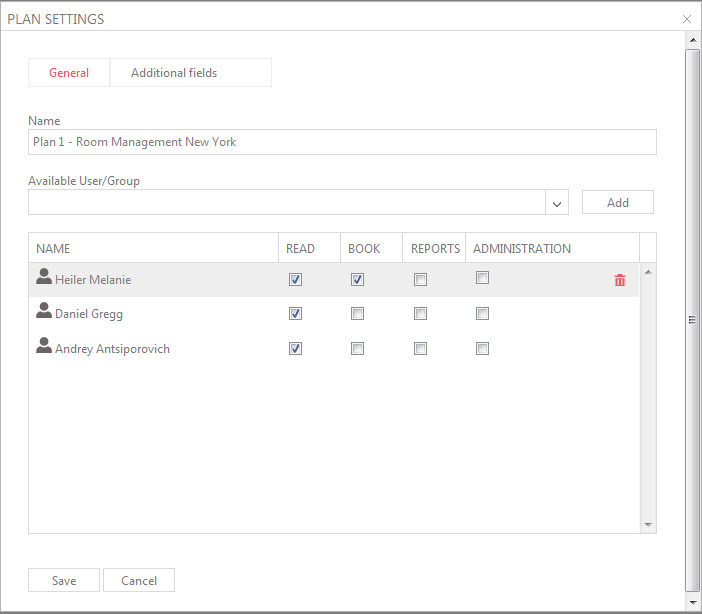 PLAN SETTINGS
General Additional fields
Name
Plan 1 - Room Management New York
Available User/Group
Add
NAME READ BOOK REPORTS ADMINISTRATION
Heiler Melanie
Daniel Gregg
Andrey Antsiporovich
Save Cancel